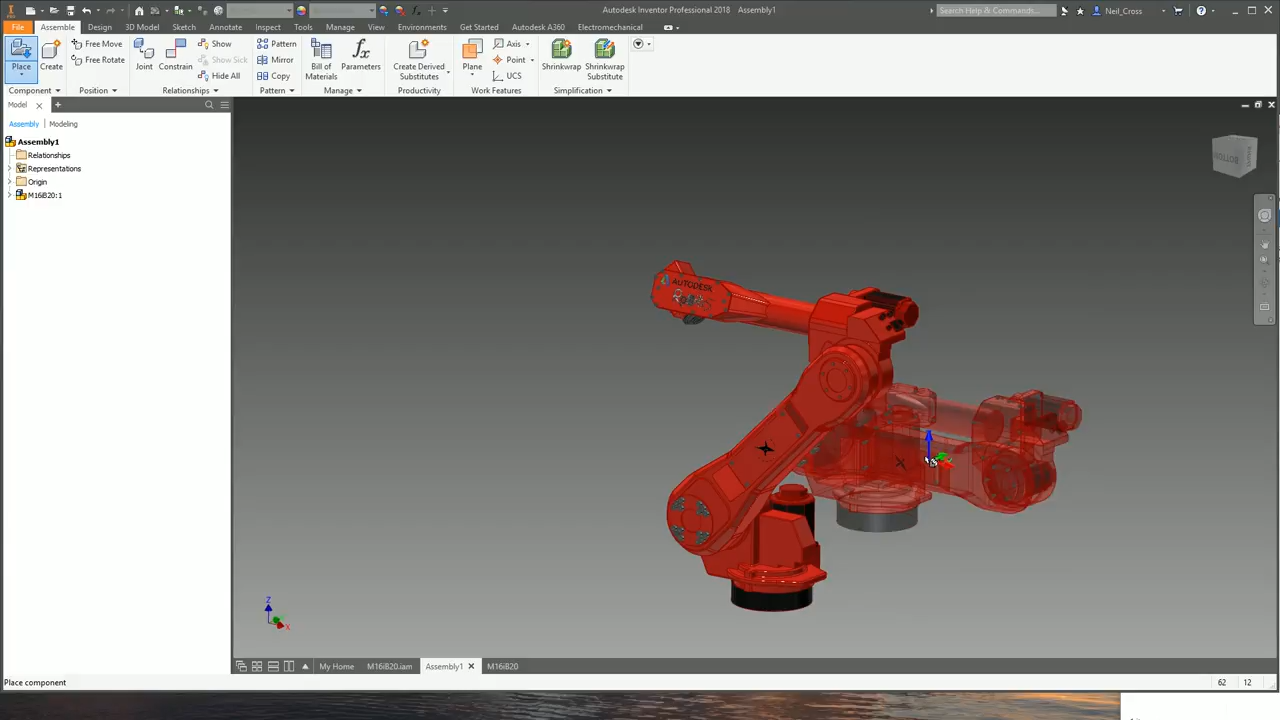 Autodesk Inventor Professional 2018 Assembly1
Search Help & Commands...
Neil_Cross
File Assemble Design 3D Model Sketch Annotate Inspect Tools Manage View Environments Get Started Autodesk A360 Electromechanical
Place
Create
Free Move
Free Rotate
Joint
Constrain
Show
Show Sick
Hide All
Pattern
Mirror
Copy
Bill of
Materials
Parameters
Create Derived
Substitutes
Plane
Axis
Point
UCS
Shrinkwrap
Shrinkwrap
Substitute
Component Position Relationships Pattern Manage Productivity Work Features Simplification
Model
Assembly Modeling
Assembly1
Relationships
Representations
Origin
M16iB20:1
BOTTOM
AUTODESK
Z
X
My Home M16iB20.iam Assembly1 M16iB20
Place component
62 12